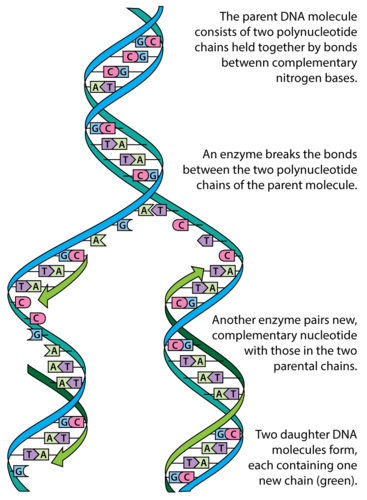 The parent DNA molecule
consists of two polynucleotide
chains held together by bonds
betwenn complementary
nitrogen bases.
G C
C G
C G
A T
G C
T A
T A
C G
An enzyme breaks the bonds
between the two polynucleotide
chains of the parent molecule.
A T
G C
A T
G C
T A
T A
C
C
G
A
A T
A T
G C
A T
T A
G
C
T A
T A
C G
Another enzyme pairs new,
complementary nucleotide
with those in the two
parental chains.
C G
T A
A T
A T
G C
A T
T A
C G
Two daughter DNA
molecules form,
each containing one
new chain (green).